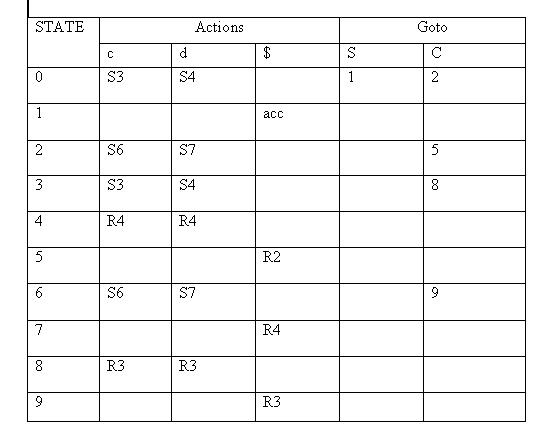 STATE Actions Goto
c d $ S C
0 S3 S4 1 2
1 acc
2 S6 S7 5
3 S3 S4 8
4 R4 R4
5 R2
6 S6 S7 9
7 R4
8 R3 R3
9 R3